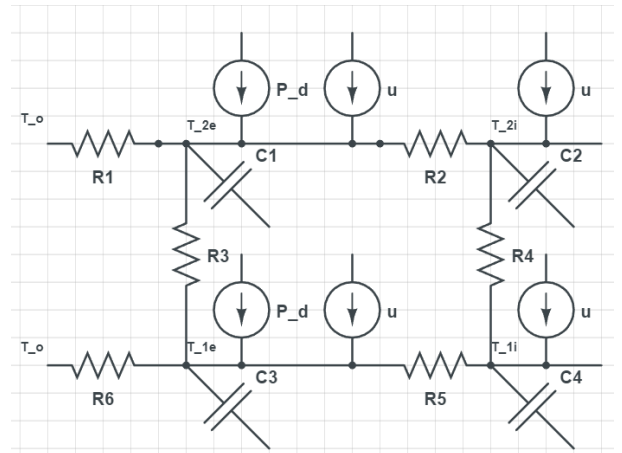 P_d
u
u
T_o
T_2e
T_2i
C1
C2
R1
R2
R3
R4
P_d
u
u
T_o
T_1e
T_1i
C3
C4
R6
R5